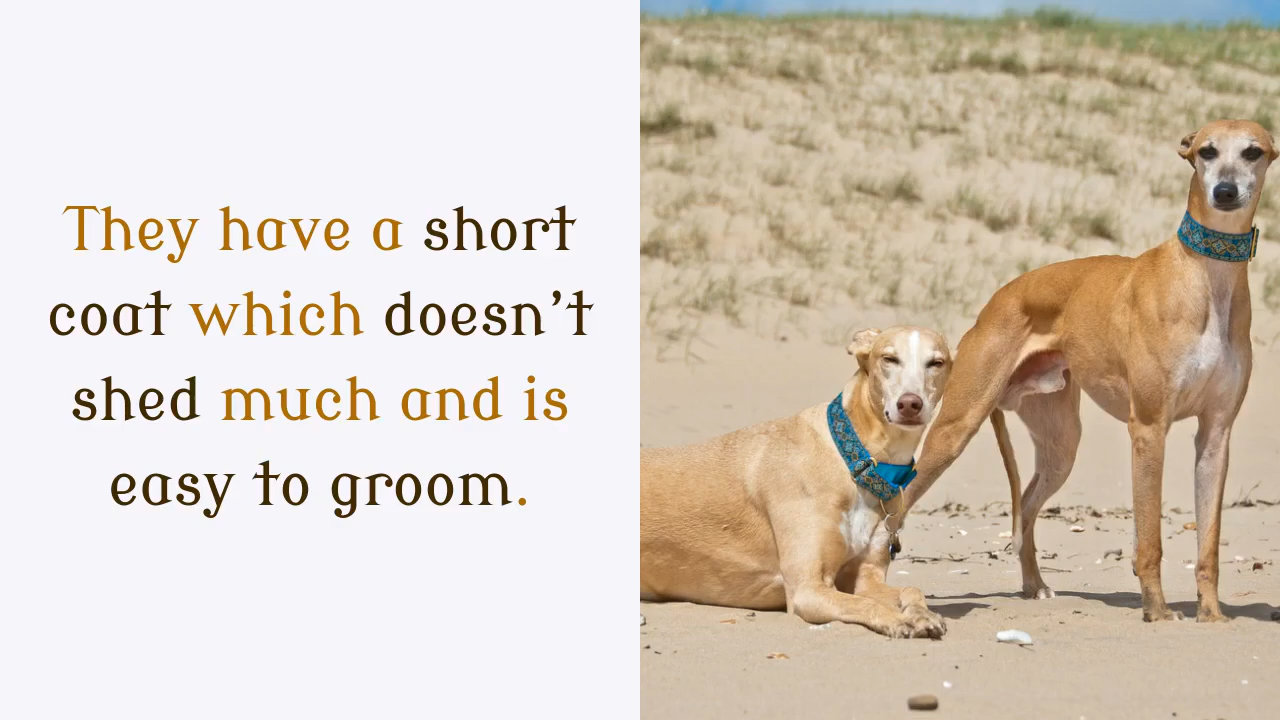 They have a short
coat which doesn’t
shed much and is
easy to groom.